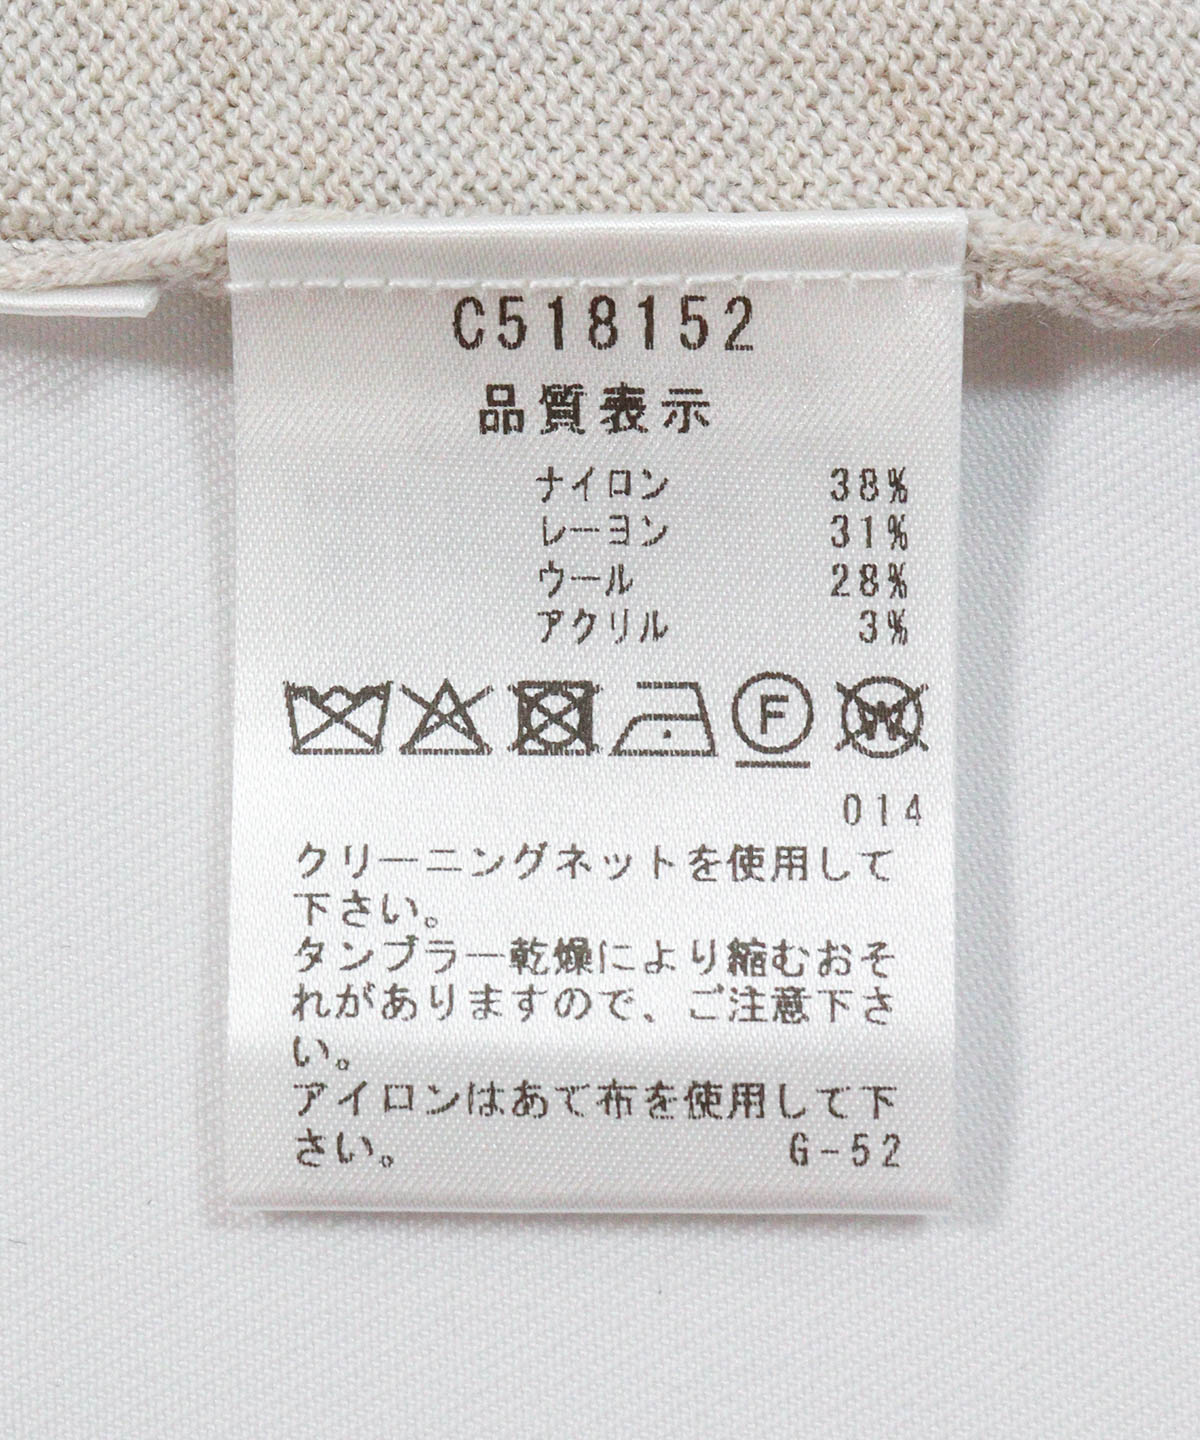 C518152
品質表示
ナイロン 38%
レーヨン 31%
ウール 28%
アクリル 3%
F W
014
クリーニングネットを使用して
下さい。
タンブラー乾燥により縮むおそ
れがありますので、ご注意下さ
い。
アイロンはあて布を使用して下
さい。 G-52